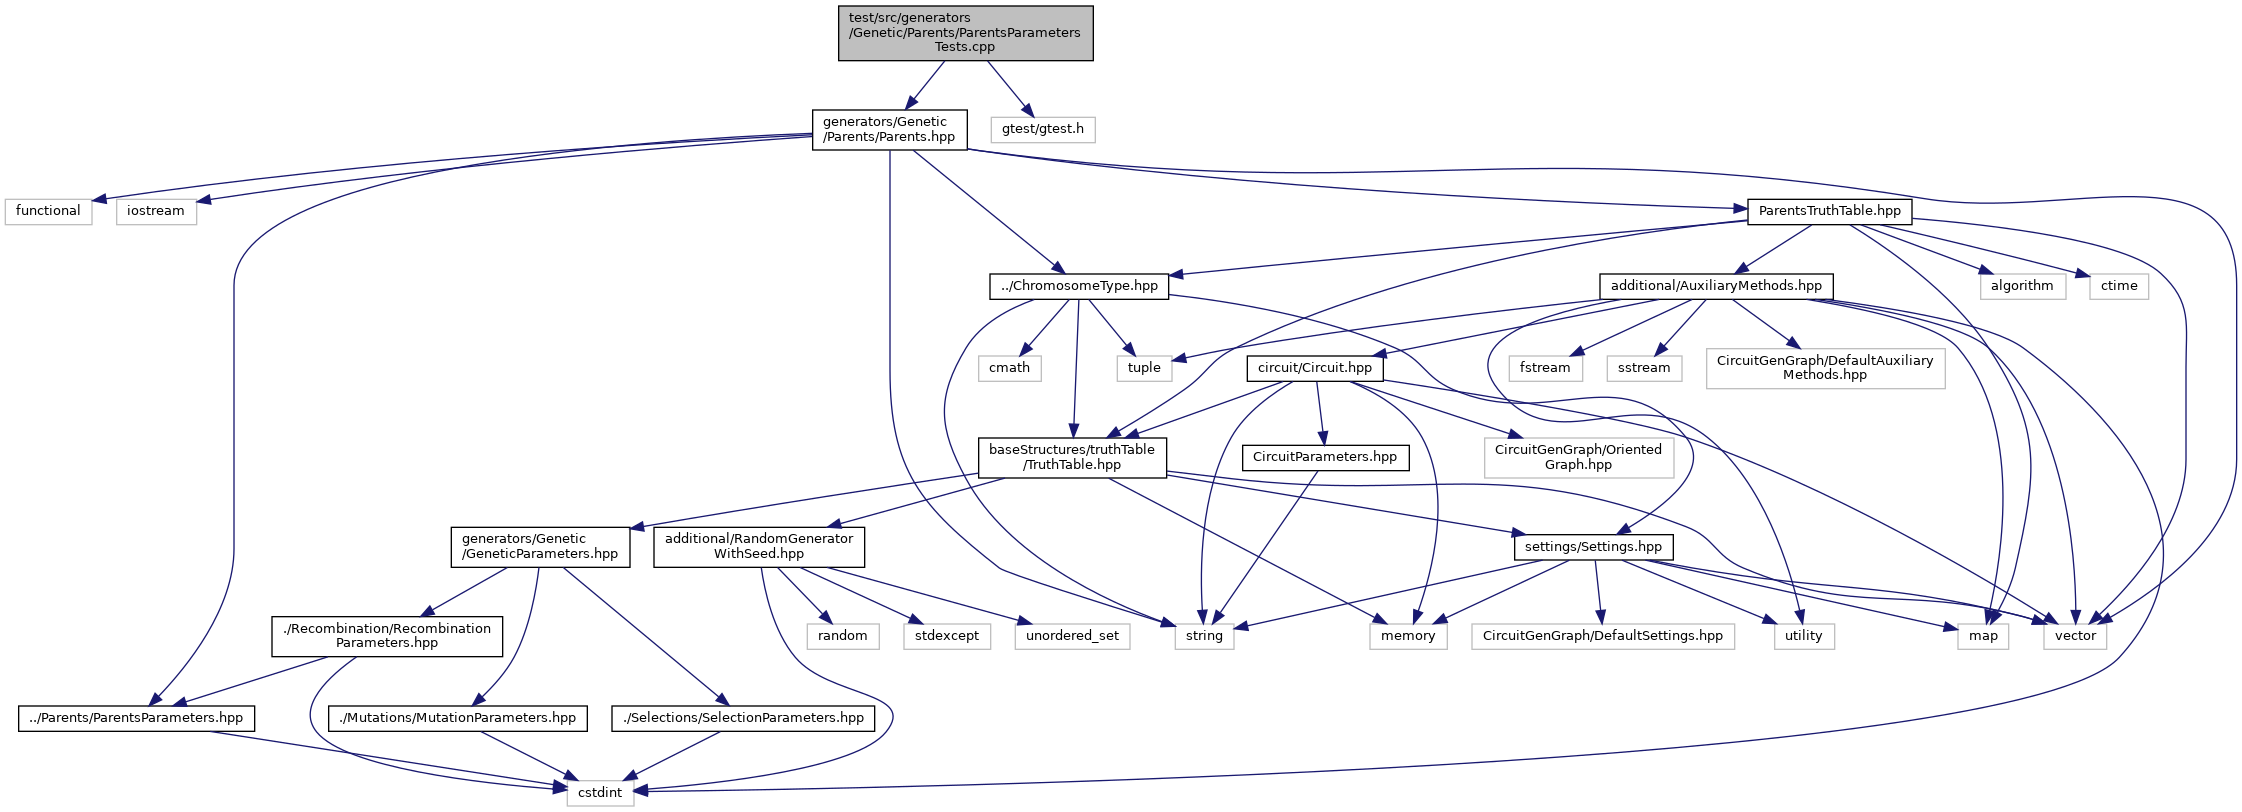 test/src/generators
/Genetic/Parents/ParentsParameters
Tests.cpp
generators/Genetic
/Parents/Parents.hpp
gtest/gtest.h
functional
iostream
ParentsTruthTable.hpp
../ChromosomeType.hpp
additional/AuxiliaryMethods.hpp
algorithm
ctime
cmath
tuple
circuit/Circuit.hpp
fstream
sstream
CircuitGenGraph/DefaultAuxiliary
Methods.hpp
baseStructures/truthTable
/TruthTable.hpp
CircuitParameters.hpp
CircuitGenGraph/Oriented
Graph.hpp
generators/Genetic
/GeneticParameters.hpp
additional/RandomGenerator
WithSeed.hpp
settings/Settings.hpp
./Recombination/Recombination
Parameters.hpp
random
stdexcept
unordered_set
string
memory
CircuitGenGraph/DefaultSettings.hpp
utility
map
vector
../Parents/ParentsParameters.hpp
./Mutations/MutationParameters.hpp
./Selections/SelectionParameters.hpp
cstdint